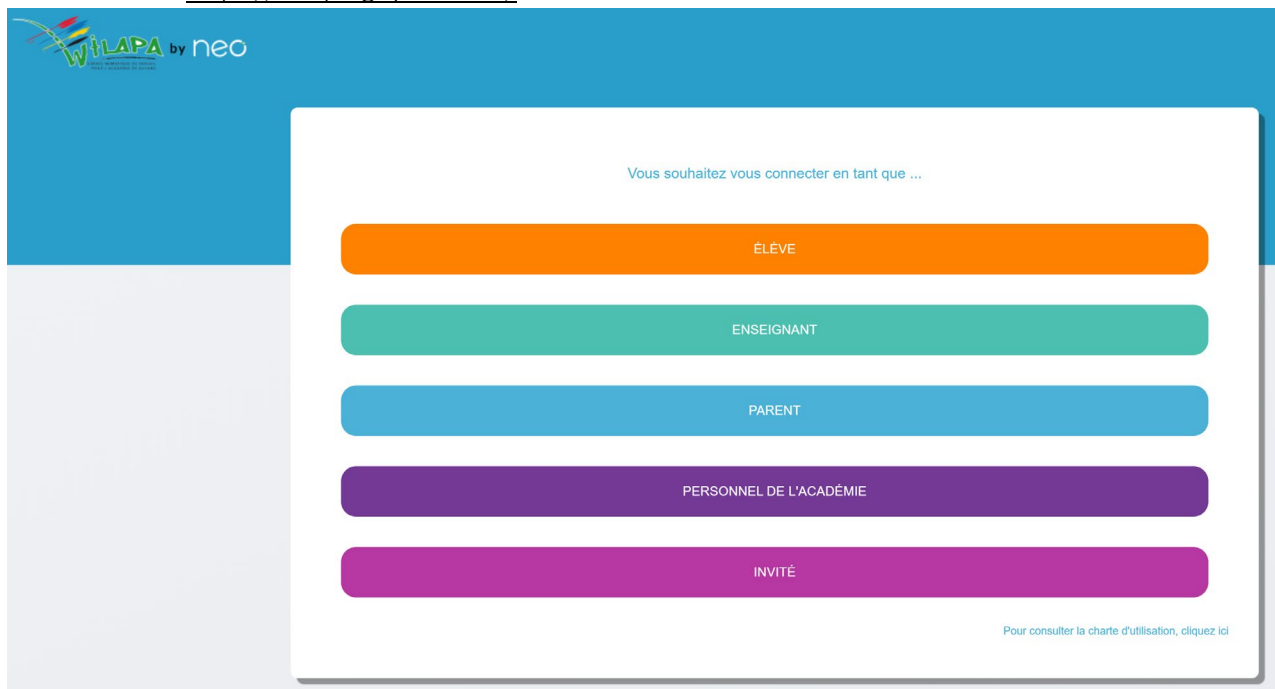 WILAPA by neo
Vous souhaitez vous connecter en tant que ...
ÉLÈVE
ENSEIGNANT
PARENT
PERSONNEL DE L'ACADÉMIE
INVITÉ
Pour consulter la charte d'utilisation, cliquez ici